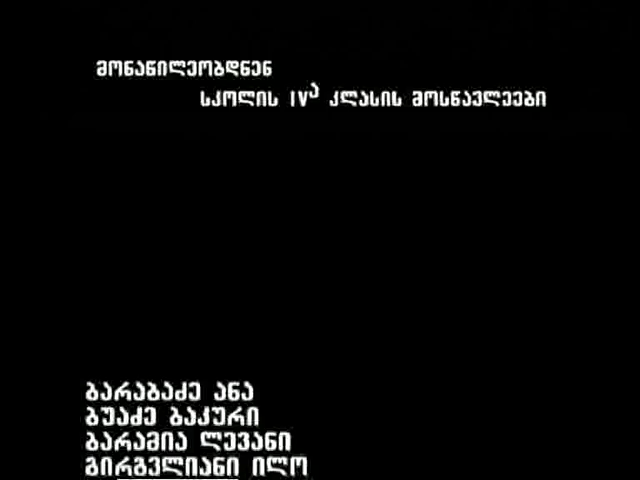 მონაწილეობდნენ
სკოლის IVა კლასის მოსწავლეები
ბარაბაძე ანა
ბუაძე ბაკური
ბარამია ლევანი
გირგვლიანი ილო